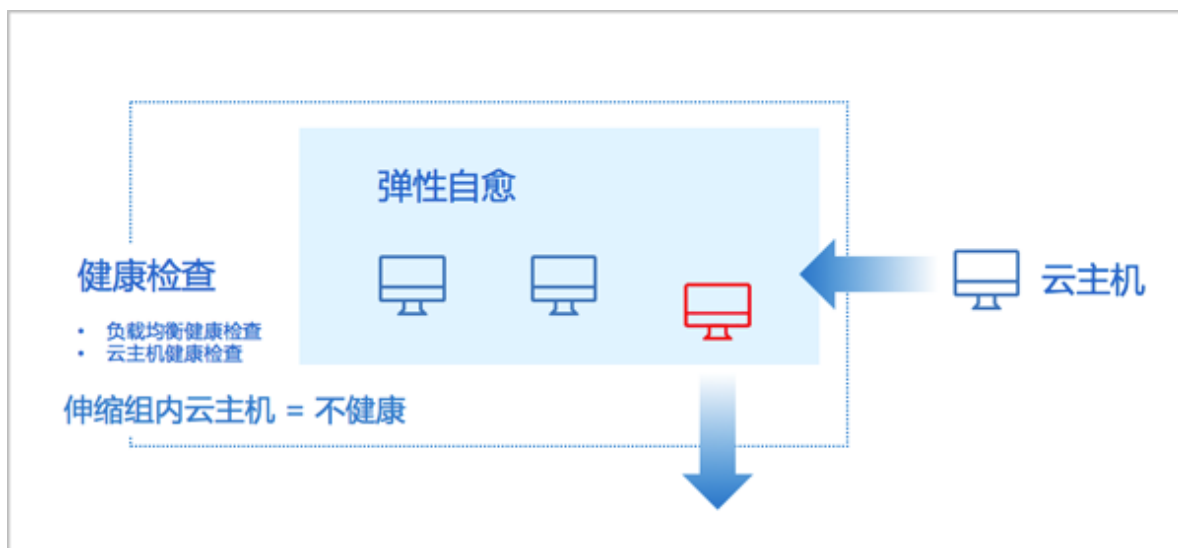 弹性自愈
健康检查
• 负载均衡健康检查
• 云主机健康检查
伸缩组内云主机 = 不健康
云主机